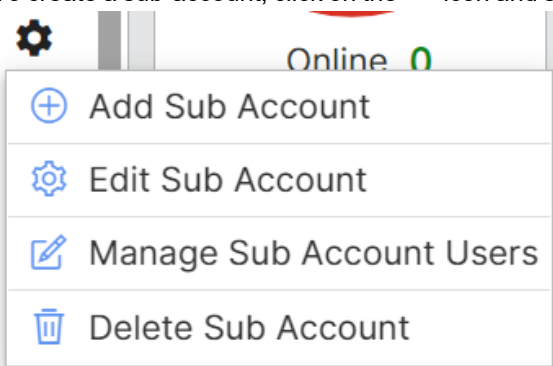 Online 0
Add Sub Account
Edit Sub Account
Manage Sub Account Users
Delete Sub Account